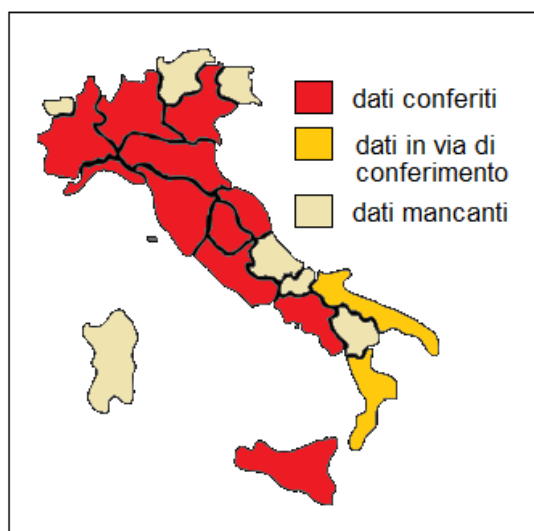 dati conferiti
dati in via di
conferimento
dati mancanti